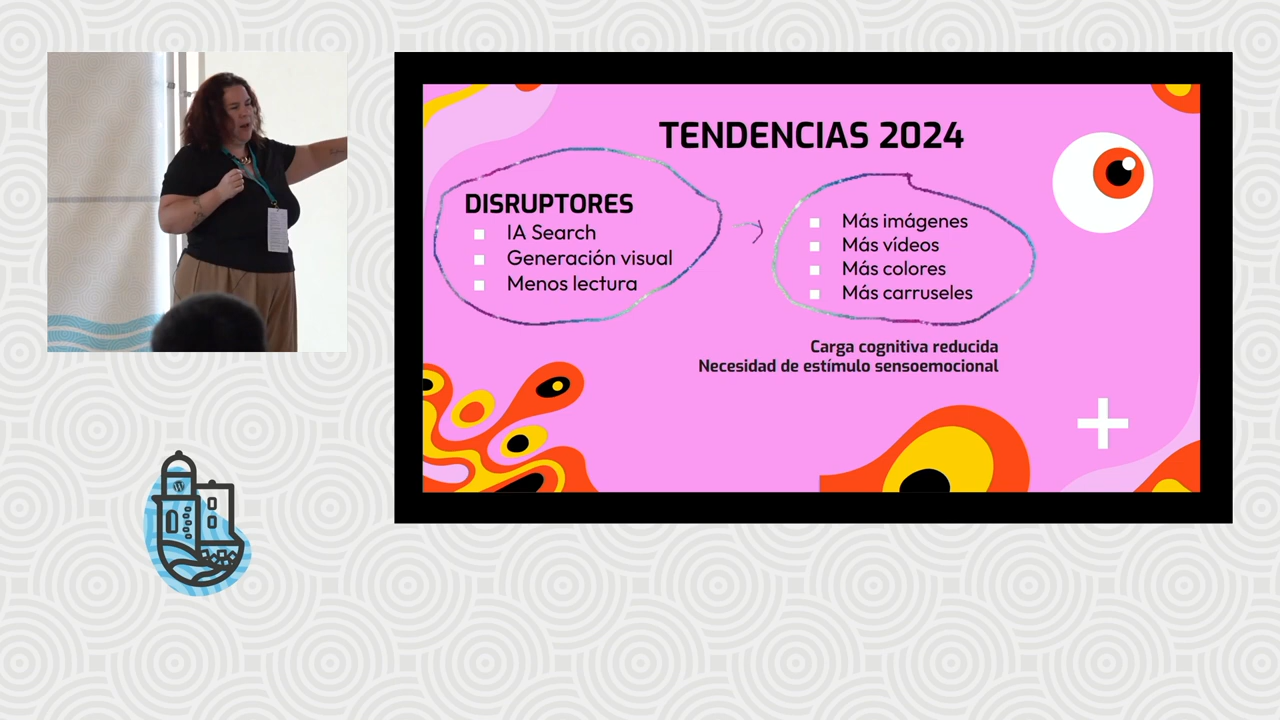 TENDENCIAS 2024
DISRUPTORES
IA Search
Generación visual
Menos lectura
Más imágenes
Más vídeos
Más colores
Más carruseles
Carga cognitiva reducida
Necesidad de estímulo sensoemocional